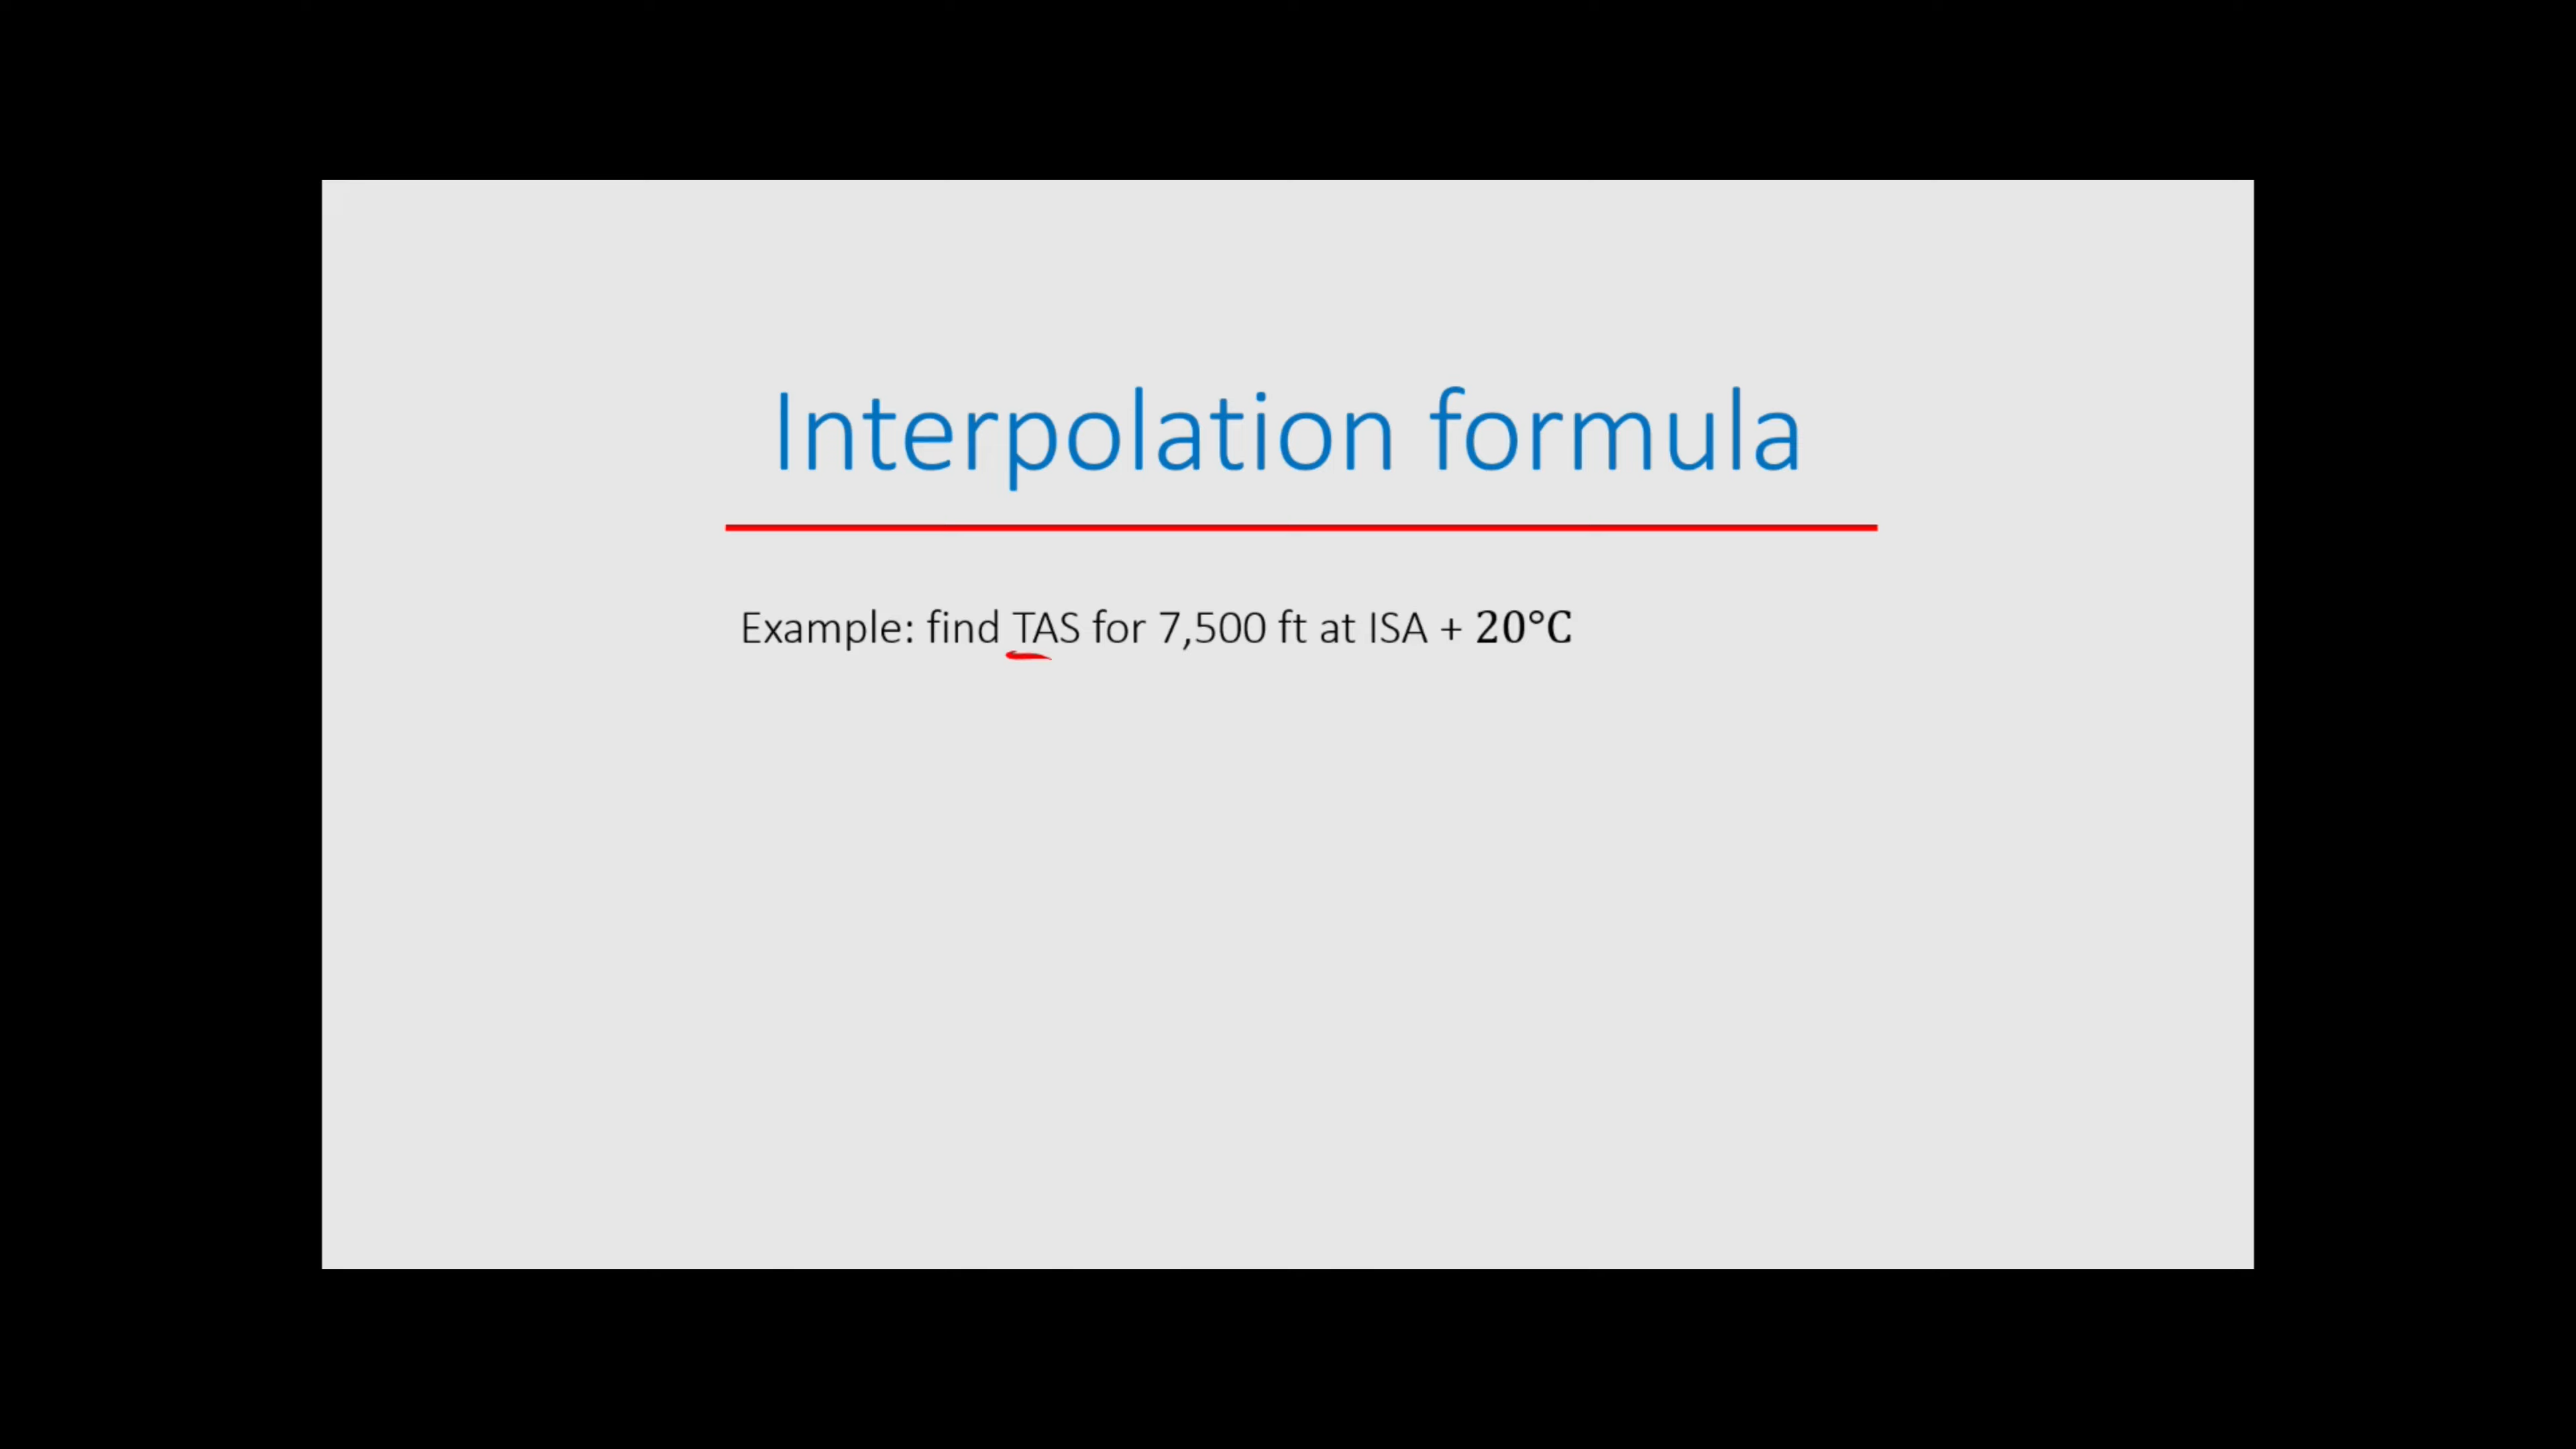 Interpolation formula
Example: find TAS for 7,500 ft at ISA + 20°C